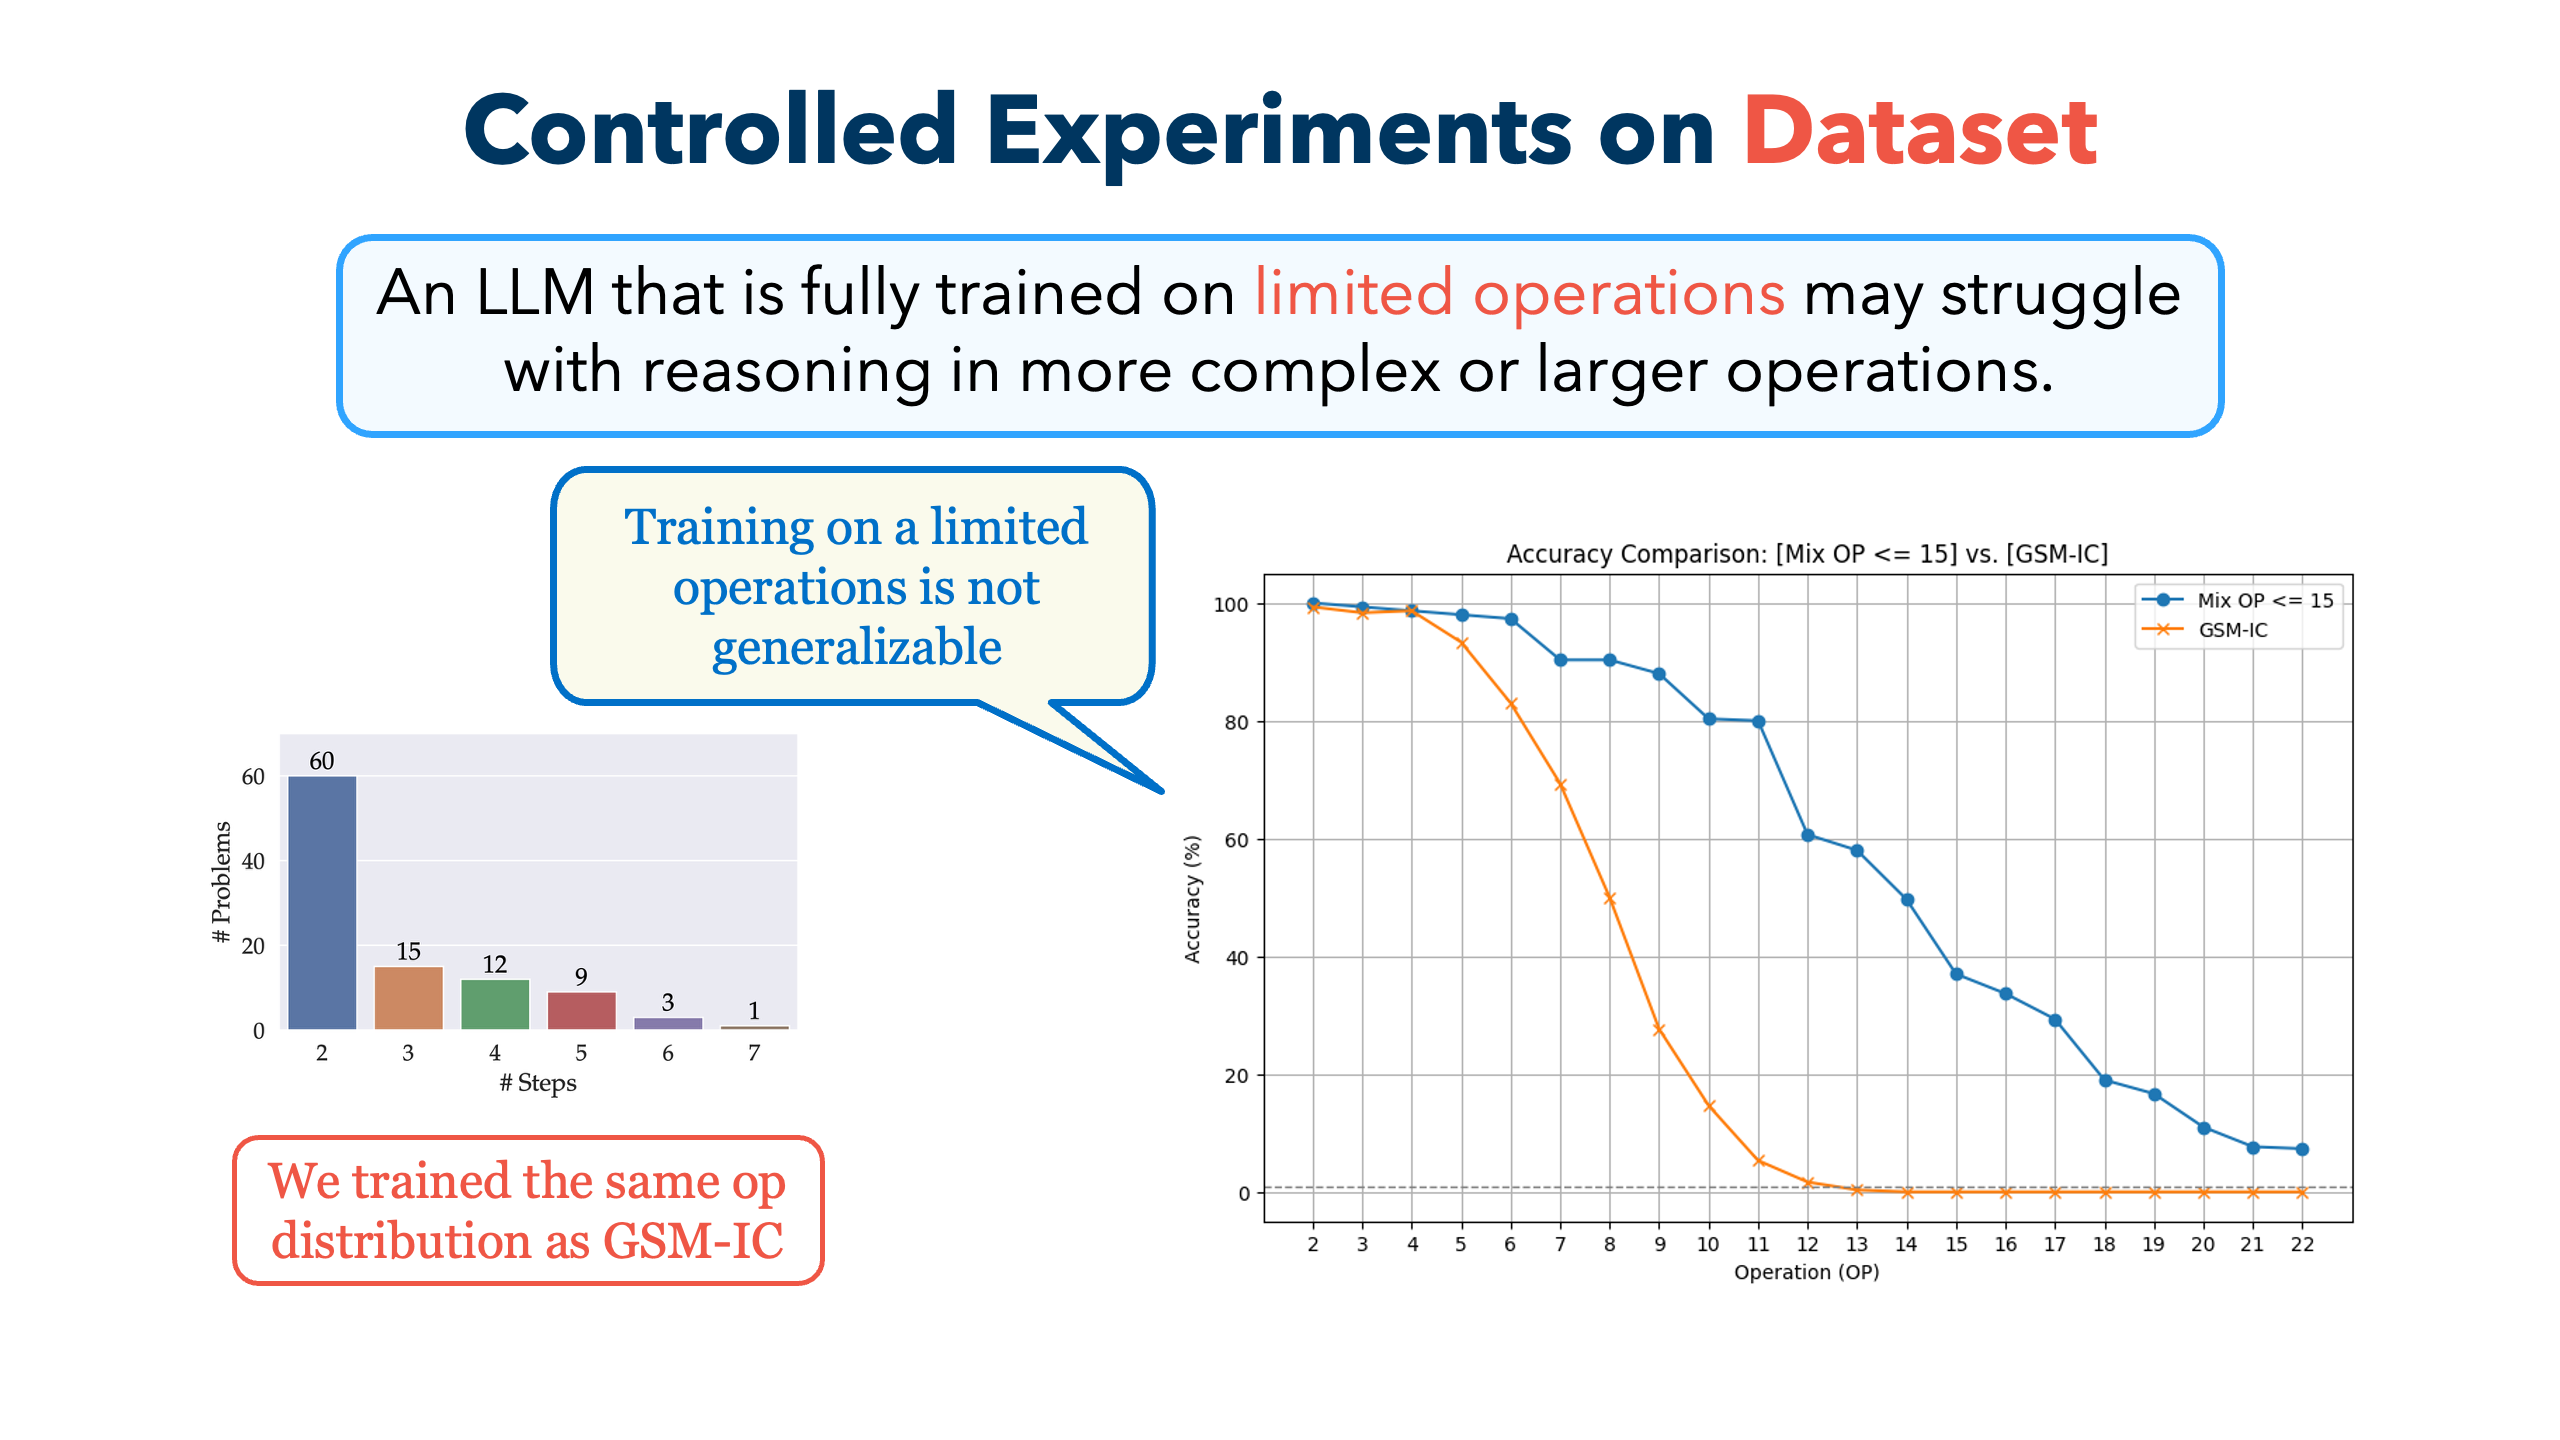 Controlled Experiments on Dataset
An LLM that is fully trained on limited operations may struggle
with reasoning in more complex or larger operations.
Training on a limited
operations is not
generalizable
# Problems
60
40
20
0
60
15
12
9
3
1
2 3 4 5 6 7
# Steps
We trained the same op
distribution as GSM-IC
Accuracy Comparison: [Mix OP <= 15] vs. [GSM-IC]
Mix OP <= 15
GSM-IC
Accuracy (%)
100
80
60
40
20
0
2 3 4 5 6 7 8 9 10 11 12 13 14 15 16 17 18 19 20 21 22
Operation (OP)